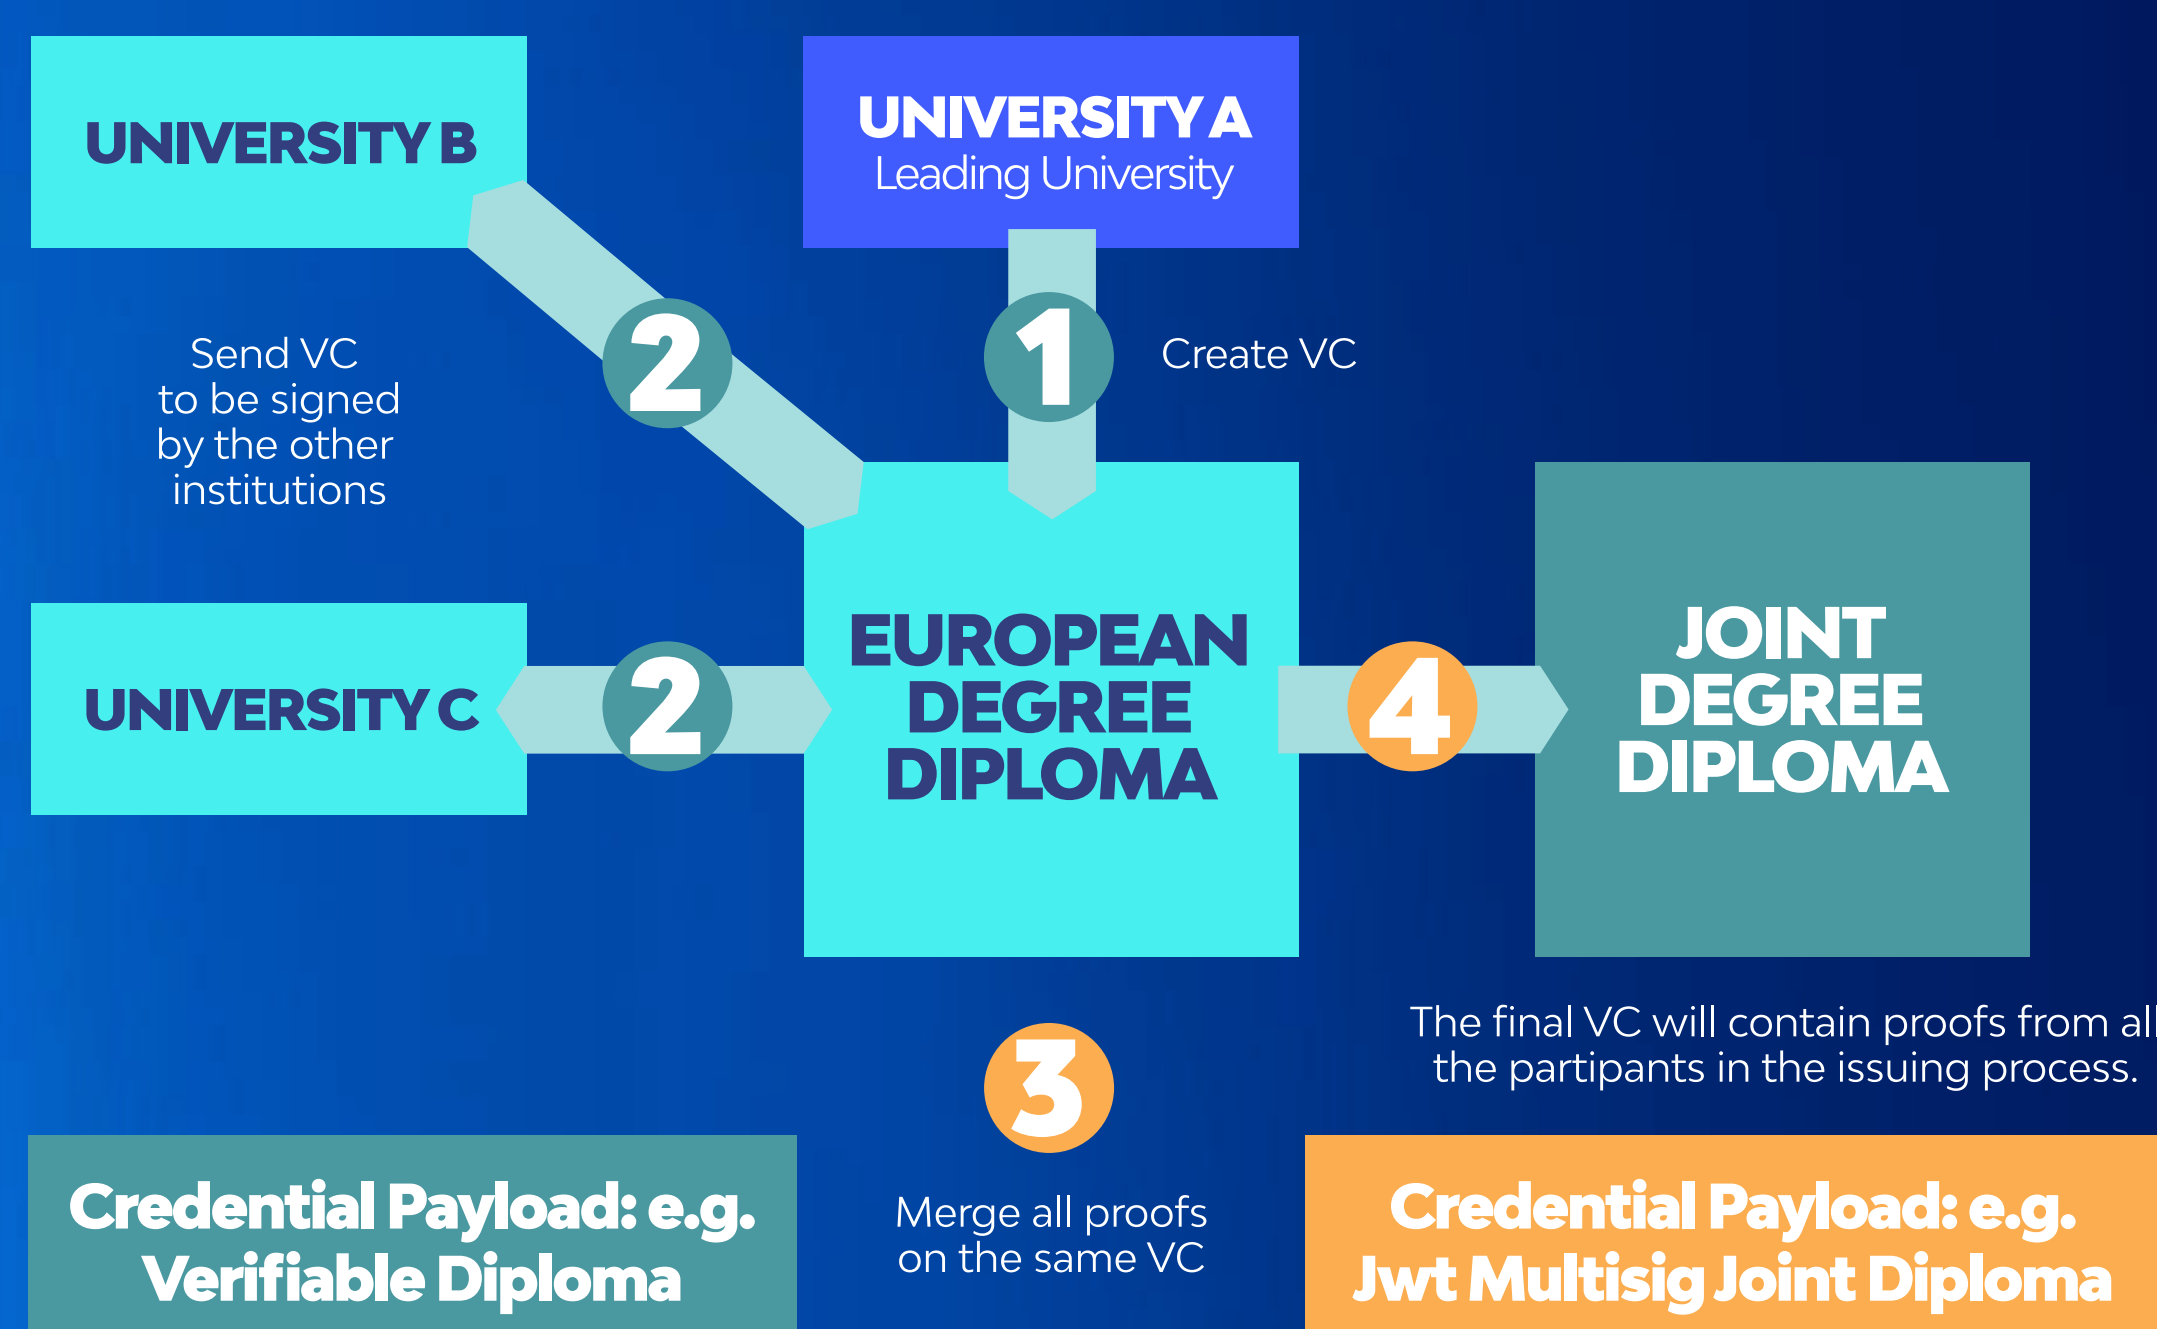 UNIVERSITY B
UNIVERSITY A
Leading University
Send VC
to be signed
by the other
institutions
2
1
Create VC
UNIVERSITY C
2
EUROPEAN
DEGREE
DIPLOMA
4
JOINT
DEGREE
DIPLOMA
The final VC will contain proofs from all
the partipants in the issuing process.
3
Merge all proofs
on the same VC
Credential Payload: e.g.
Verifiable Diploma
Credential Payload: e.g.
Jwt Multisig Joint Diploma